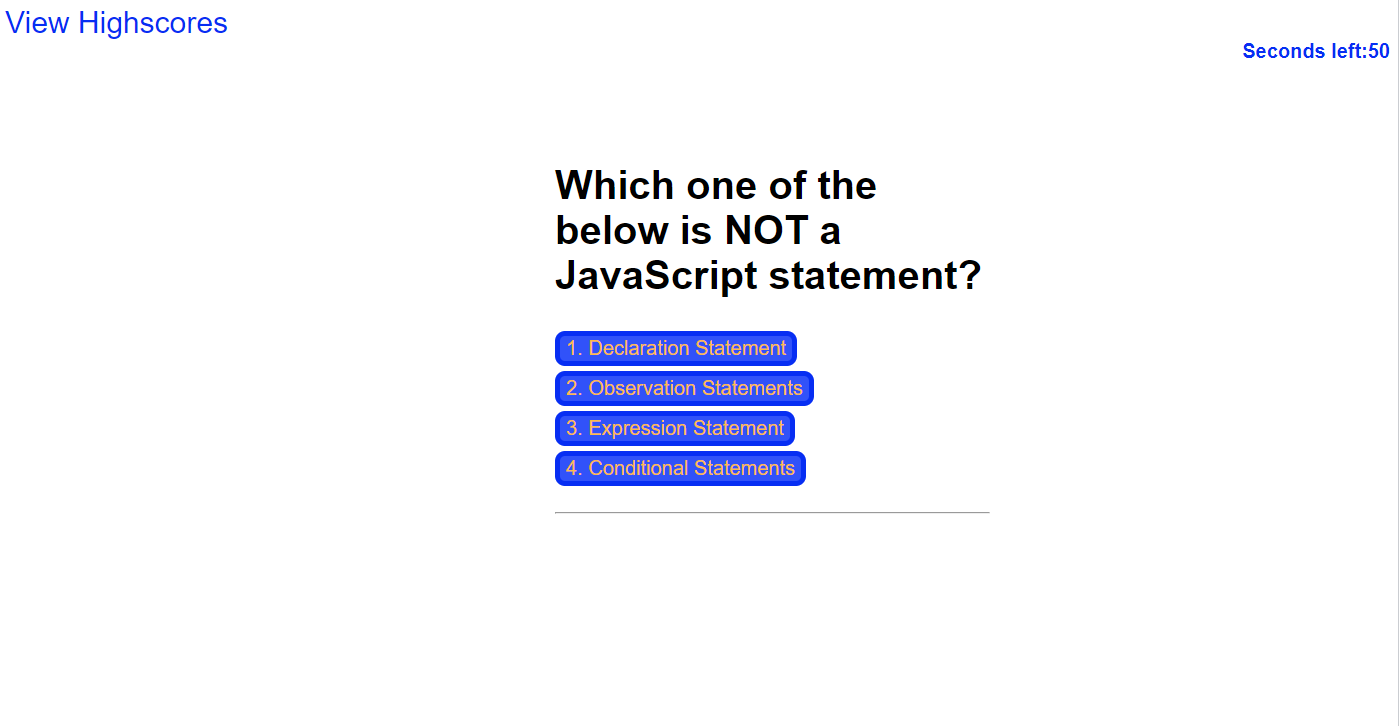 View Highscores
Seconds left:50
Which one of the
below is NOT a
JavaScript statement?
1. Declaration Statement
2. Observation Statements
3. Expression Statement
4. Conditional Statements